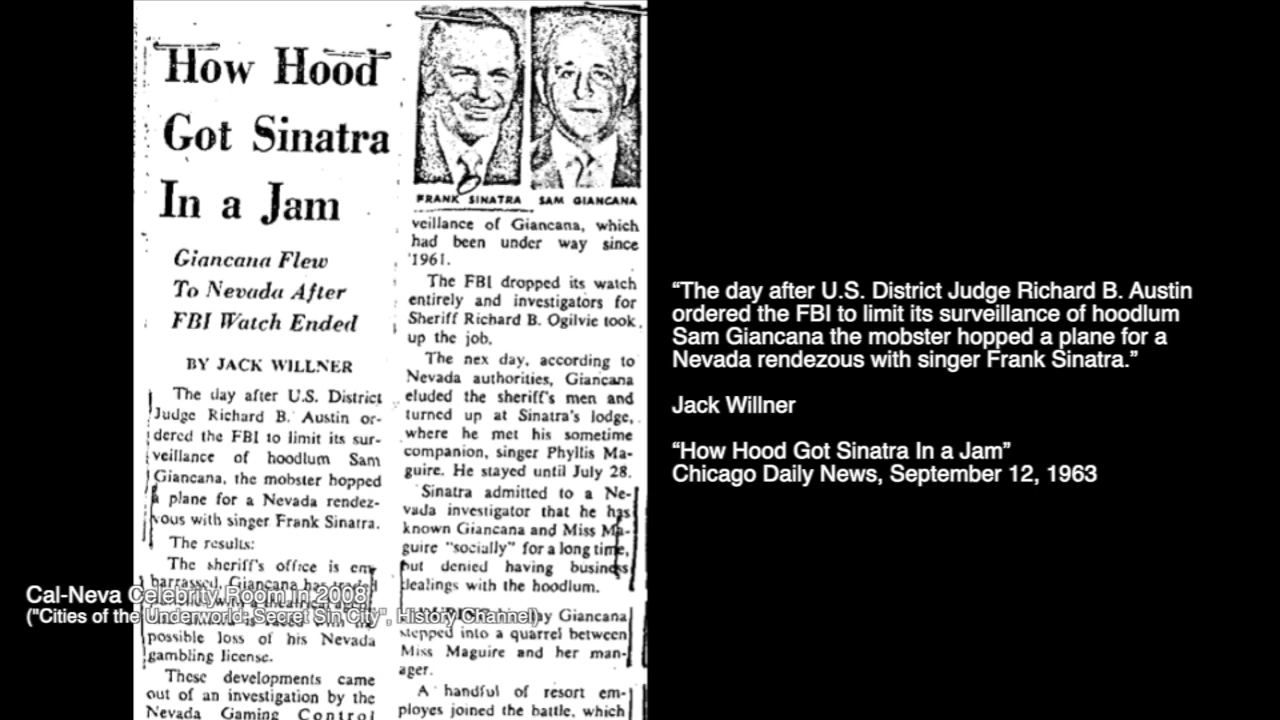 How Hood
Got Sinatra
In a Jam
Giancana Flew
To Nevada After
FBI Watch Ended
BY JACK WILLNER
The day after U.S. District
Judge Richard B. Austin or-
dered the FBI to limit its sur-
veillance of hoodlum Sam
Giancana, the mobster hopped
a plane for a Nevada rendez-
vous with singer Frank Sinatra.
The results:
The sheriff's office is em-
barrassed, Giancana has
possible loss of his Nevada
gambling license.
These developments came
out of an investigation by the
Nevada Gaming Control
FRANK SINATRA SAM GIANCANA
veillance of Giancana, which
had been under way since
'1961.
The FBI dropped its watch
entirely and investigators for
Sheriff Richard B. Ogilvie took
up the job.
The nex day, according to
Nevada authorities, Giancana
eluded the sheriff's men and
turned up at Sinatra's lodge,
where he met his sometime
companion, singer Phyllis Ma-
guire. He stayed until July 28.
Sinatra admitted to a Ne-
vada investigator that he has
known Giancana and Miss Ma-
guire "socially" for a long time,
but denied having business
dealings with the hoodlum.
Giancana
stepped into a quarrel between
Miss Maguire and her man-
ager.
A handful of resort em-
ployes joined the battle, which
Cal-Neva Celebrity Room in 2008
("Cities of the Underworld: Secret Sin City", History Channel)
“The day after U.S. District Judge Richard B. Austin
ordered the FBI to limit its surveillance of hoodlum
Sam Giancana the mobster hopped a plane for a
Nevada rendezous with singer Frank Sinatra.”
Jack Willner
“How Hood Got Sinatra In a Jam”
Chicago Daily News, September 12, 1963